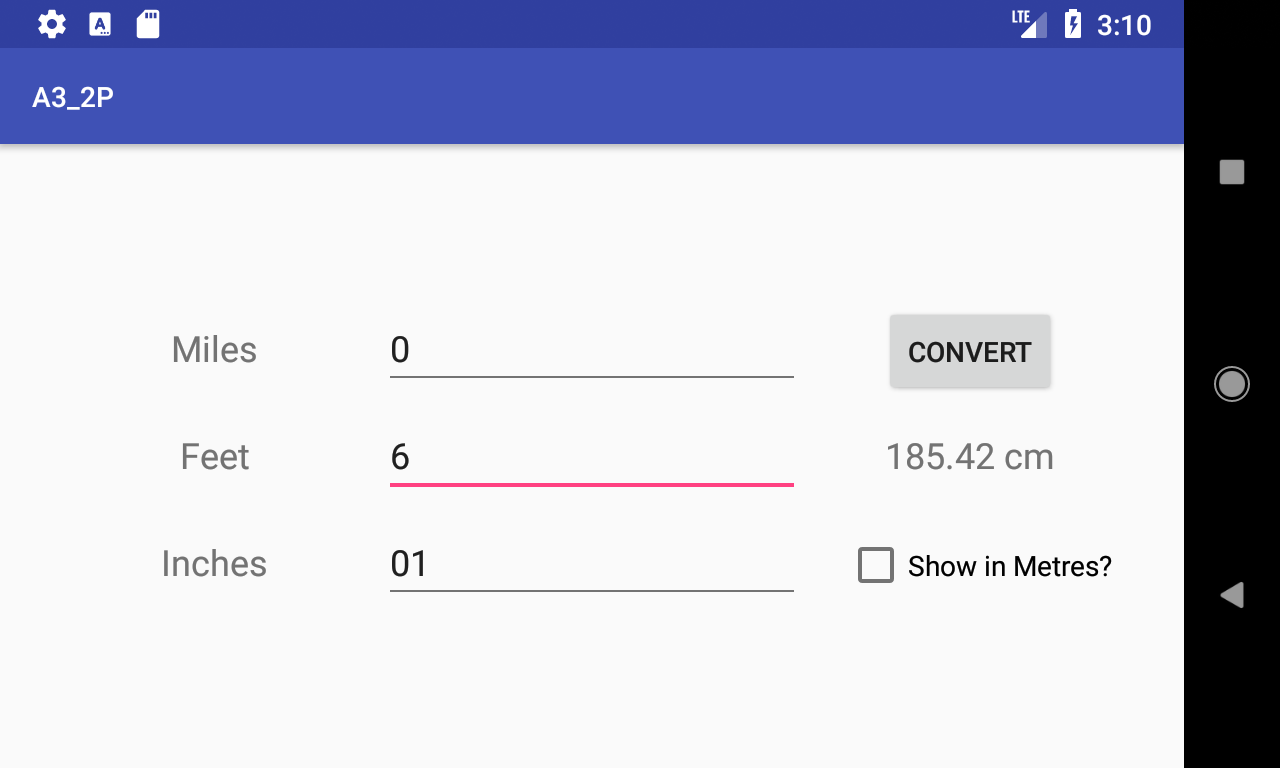 LTE 3:10
A3_2P
Miles 0 CONVERT
Feet 6 185.42 cm
Inches 01 Show in Metres?